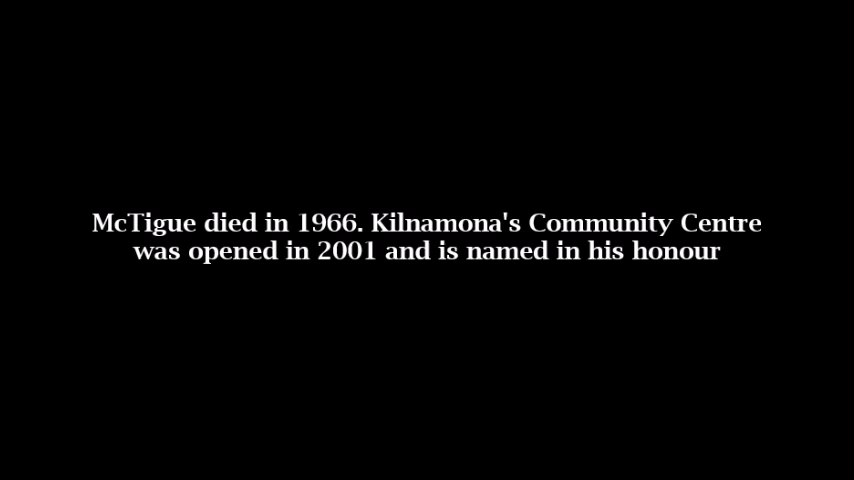 McTigue died in 1966. Kilnamona's Community Centre
was opened in 2001 and is named in his honour